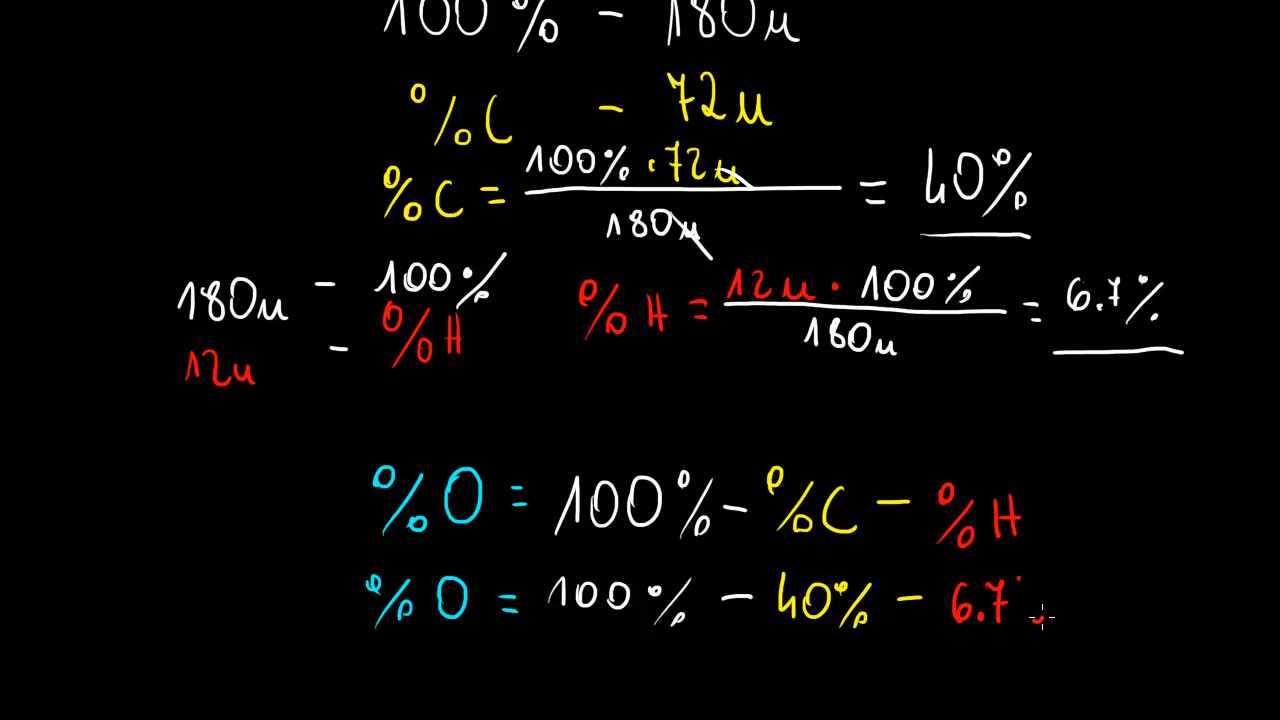 100% - 180u
%C - 72u
%C = 100% · 72u / 180u = 40%
180u - 100%
12u - %H
%H = 12u · 100% / 180u = 6.7%
%O = 100% - %C - %H
%O = 100% - 40% - 6.7